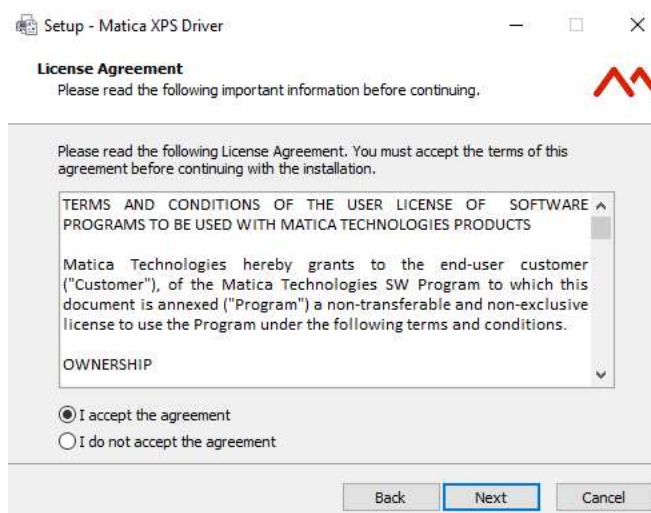 Setup - Matica XPS Driver
License Agreement
Please read the following important information before continuing.
Please read the following License Agreement. You must accept the terms of this
agreement before continuing with the installation.
TERMS AND CONDITIONS OF THE USER LICENSE OF SOFTWARE
PROGRAMS TO BE USED WITH MATICA TECHNOLOGIES PRODUCTS
Matica Technologies hereby grants to the end-user customer
("Customer"), of the Matica Technologies SW Program to which this
document is annexed ("Program") a non-transferable and non-exclusive
license to use the Program under the following terms and conditions.
OWNERSHIP
I accept the agreement
I do not accept the agreement
Back Next Cancel